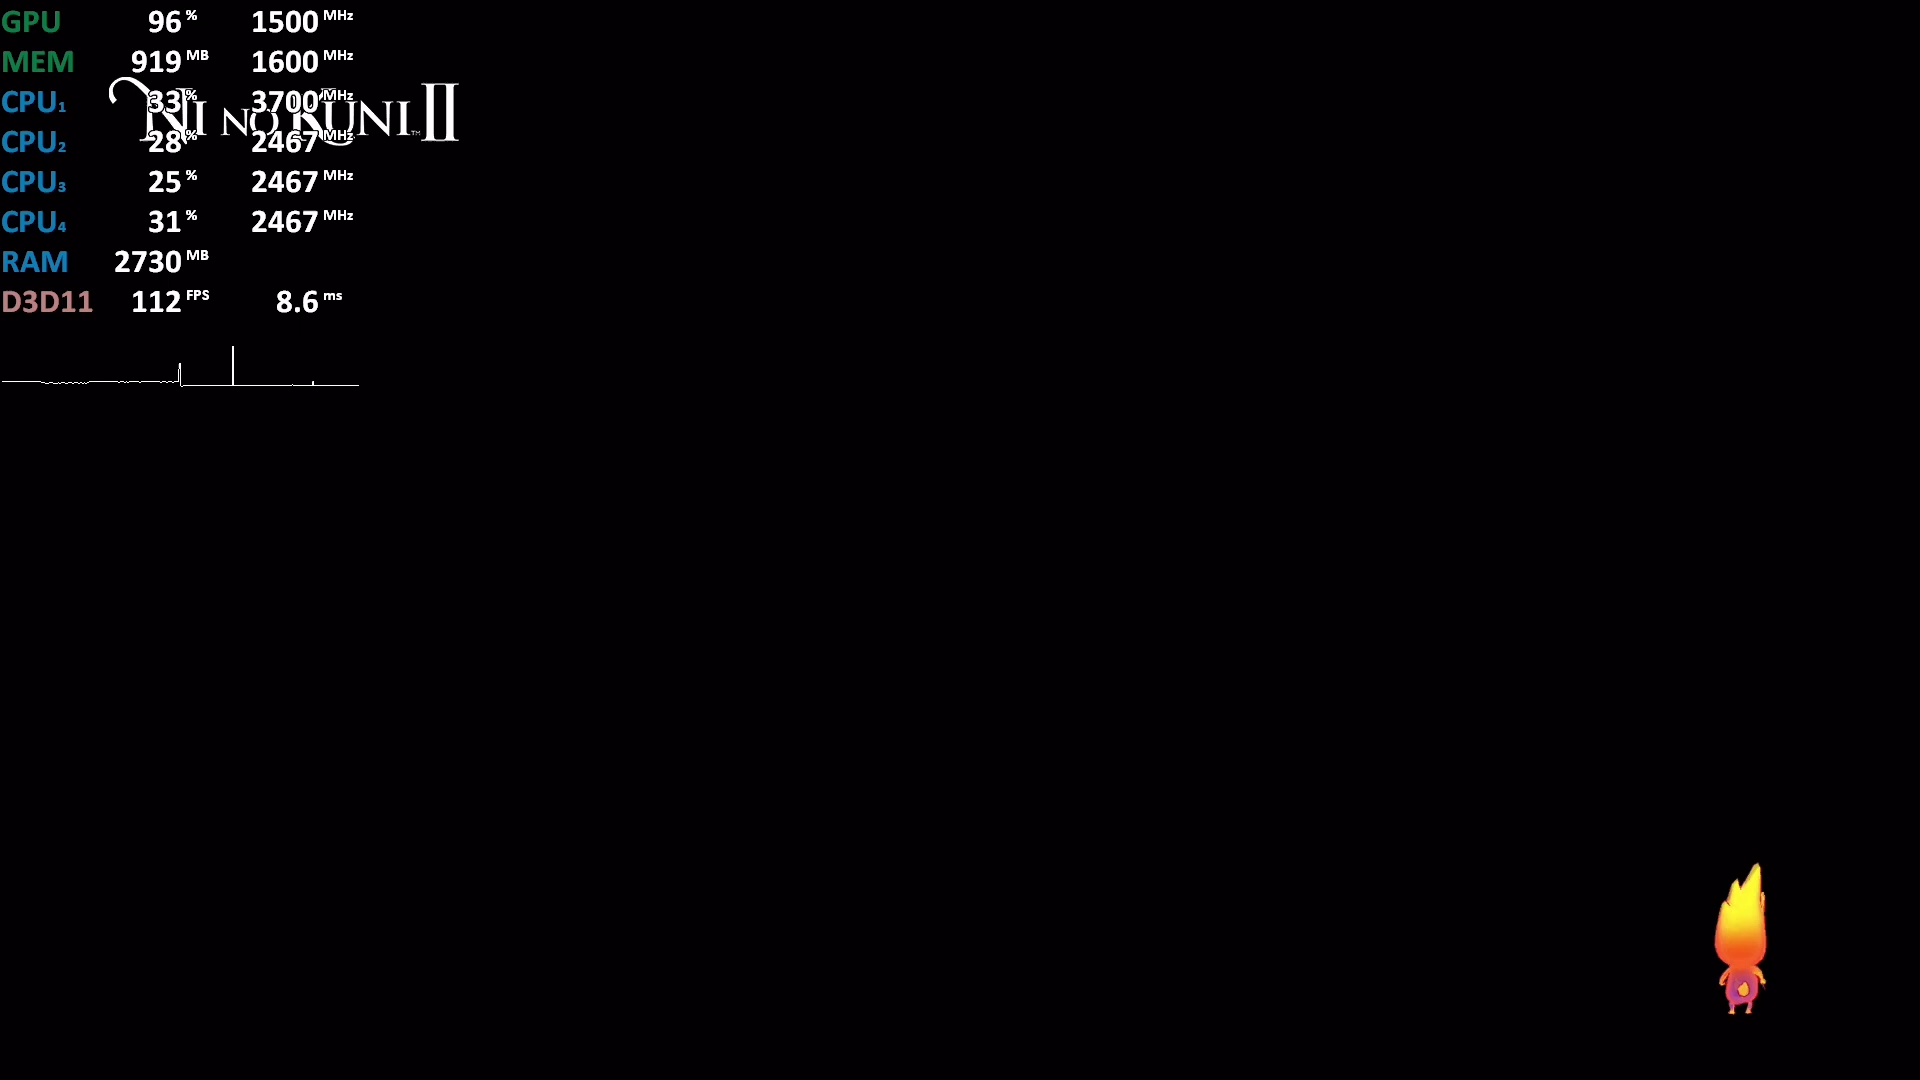 GPU 96 % 1500 MHz
MEM 919 MB 1600 MHz
CPU1 33 % 3700 MHz
NI NO KUNI™ II
CPU2 28 % 2467 MHz
CPU3 25 % 2467 MHz
CPU4 31 % 2467 MHz
RAM 2730 MB
D3D11 112 FPS 8.6 ms